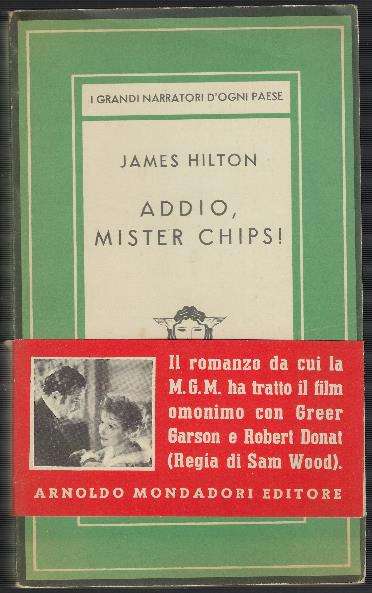 I GRANDI NARRATORI D'OGNI PAESE
JAMES HILTON
ADDIO,
MISTER CHIPS!
Il romanzo da cui la
M.G.M. ha tratto il film
omonimo con Greer
Garson e Robert Donat
(Regia di Sam Wood).
ARNOLDO MONDADORI EDITORE